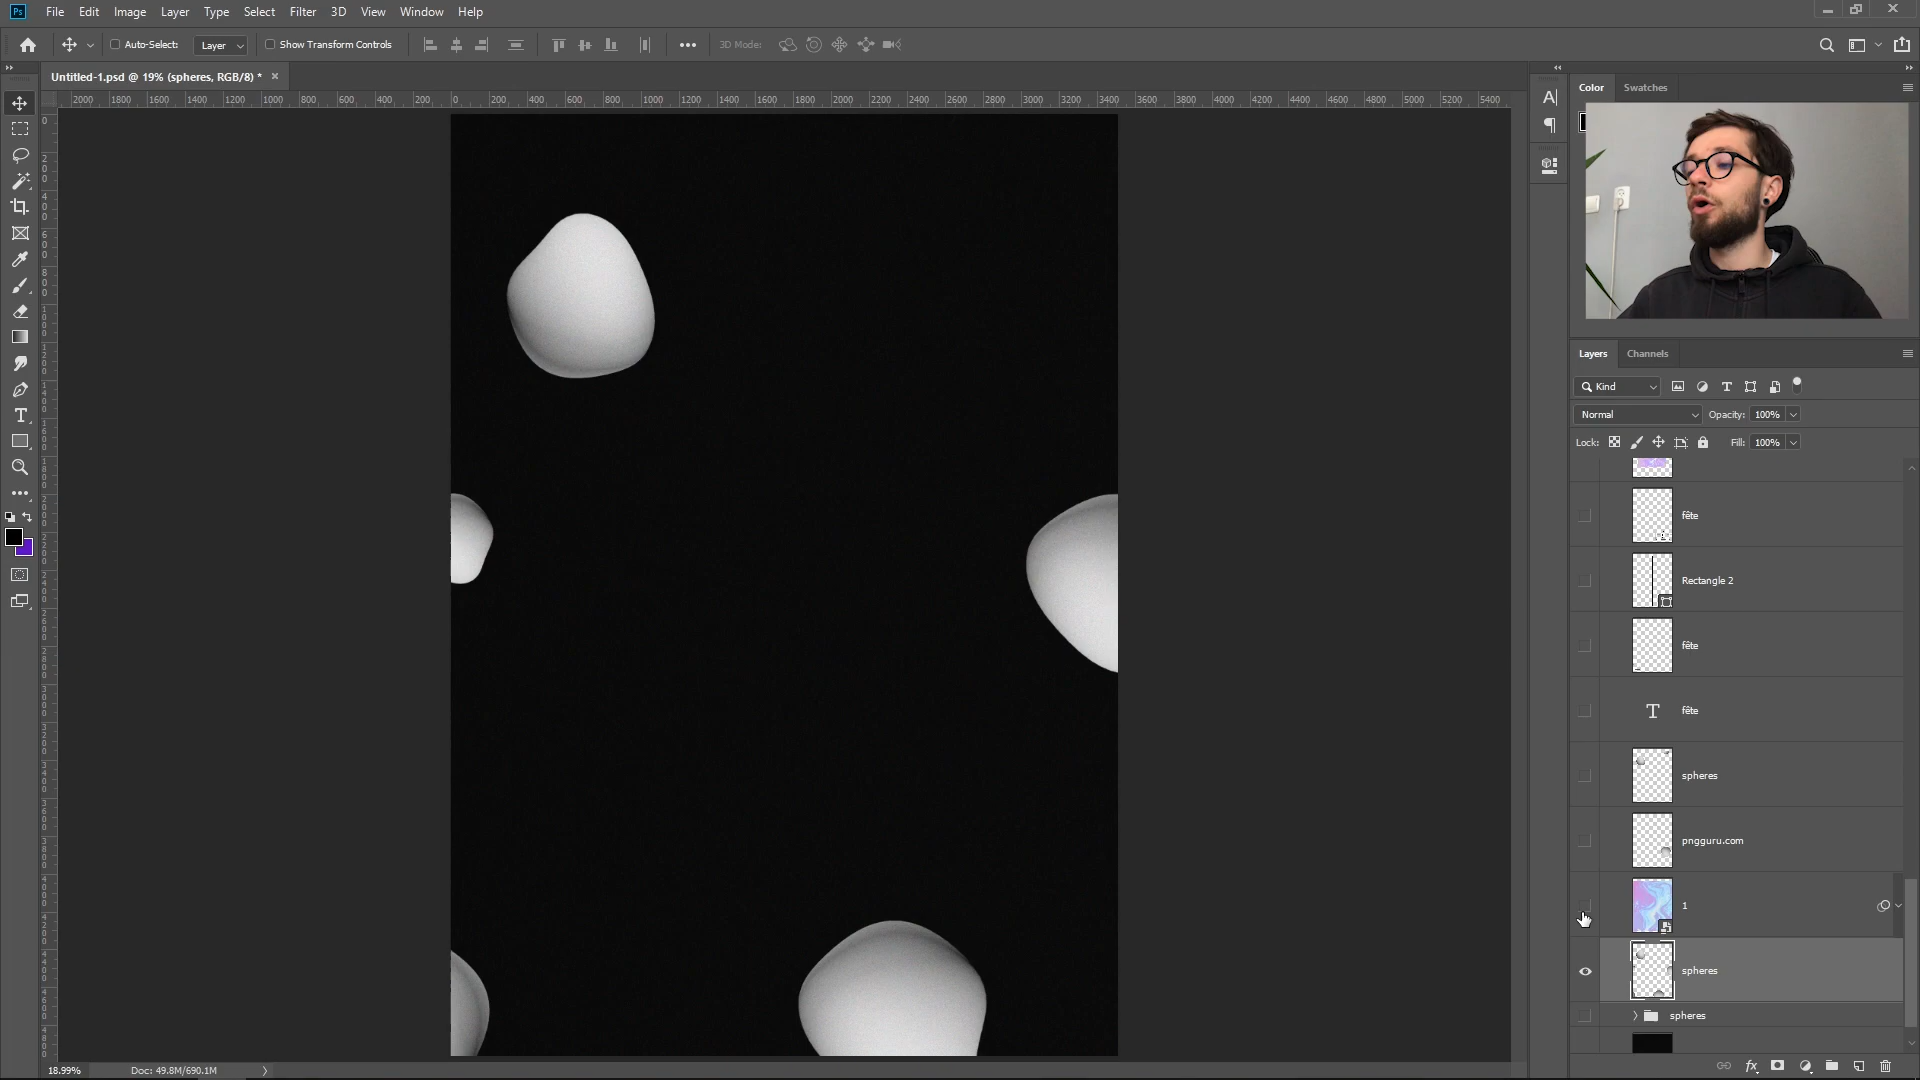 Ps File Edit Image Layer Type Select Filter 3D View Window Help
Auto-Select: Layer Show Transform Controls 3D Mode:
Untitled-1.psd @ 19% (spheres, RGB/8) *
2000 1800 1600 1400 1200 1000 800 600 400 200 0 200 400 600 800 1000 1200 1400 1600 1800 2000 2200 2400 2600 2800 3000 3200 3400 3600 3800 4000 4200 4400 4600 4800 5000 5200 5400
Color Swatches
Layers Channels
Kind
Normal Opacity: 100%
Lock: Fill: 100%
fête
Rectangle 2
fête
fête
spheres
pngguru.com
1
spheres
spheres
18.99% Doc: 49.8M/690.1M